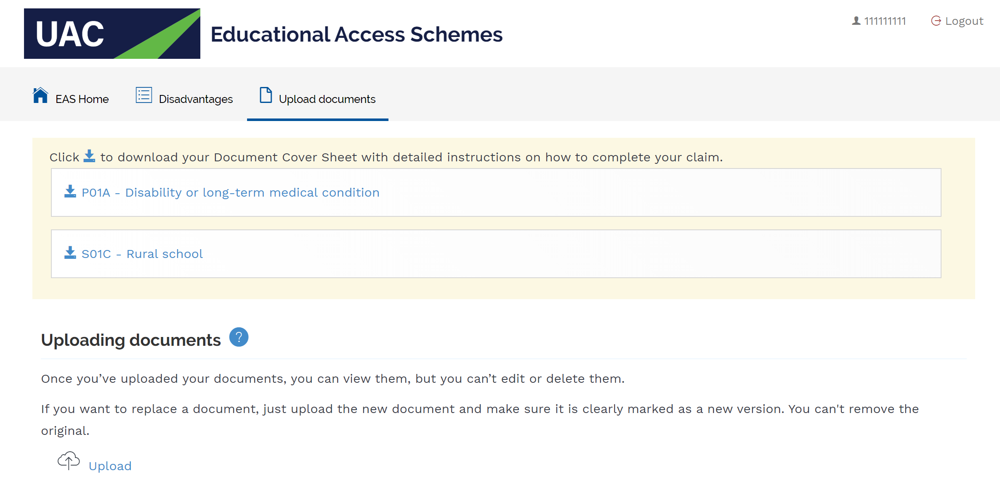 UAC
Educational Access Schemes
111111111
Logout
EAS Home
Disadvantages
Upload documents
Click to download your Document Cover Sheet with detailed instructions on how to complete your claim.
P01A - Disability or long-term medical condition
S01C - Rural school
Uploading documents ?
Once you’ve uploaded your documents, you can view them, but you can’t edit or delete them.
If you want to replace a document, just upload the new document and make sure it is clearly marked as a new version. You can't remove the
original.
Upload